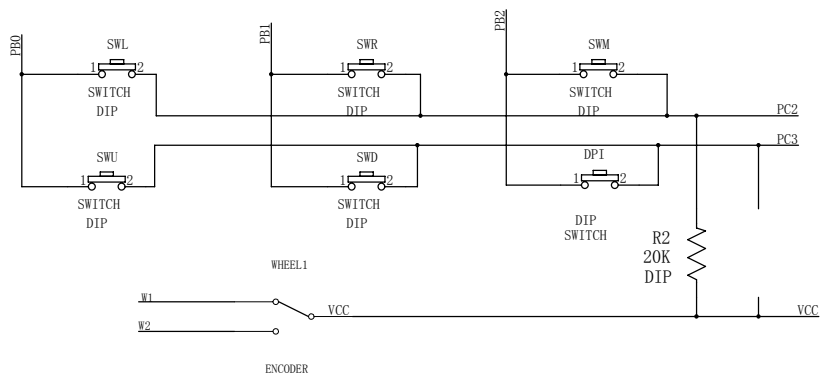 PB0
PB1
PB2
SWL
SWR
SWM
1 2
1 2
1 2
SWITCH
DIP
SWITCH
DIP
SWITCH
DIP
PC2
PC3
SWU
SWD
DPI
1 2
1 2
1 2
SWITCH
DIP
SWITCH
DIP
DIP
SWITCH
R2
20K
DIP
WHEEL1
W1
W2
VCC
VCC
ENCODER